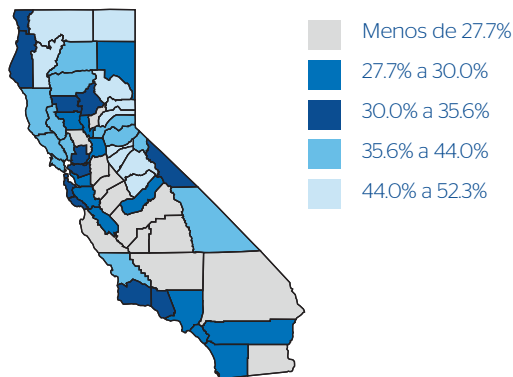 Menos de 27.7%
27.7% a 30.0%
30.0% a 35.6%
35.6% a 44.0%
44.0% a 52.3%